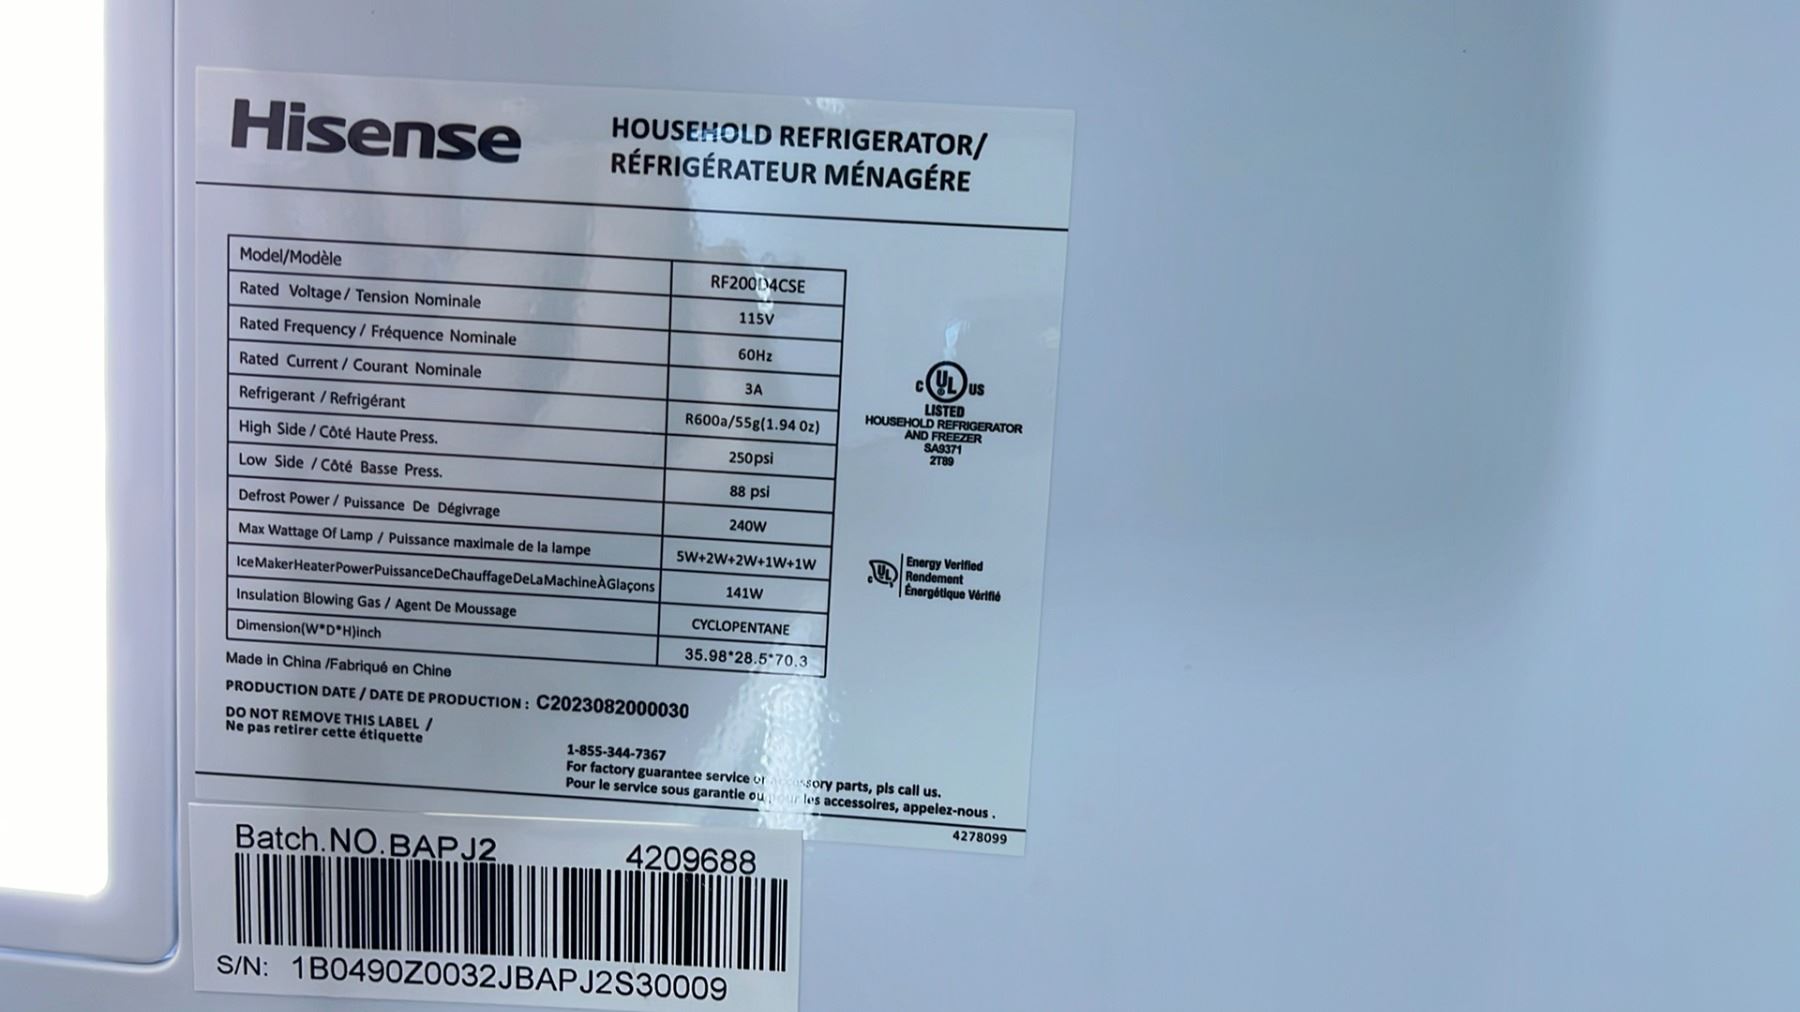 Hisense
HOUSEHOLD REFRIGERATOR/
RÉFRIGÉRATEUR MÉNAGÉRE
Model/Modèle RF200D4CSE
Rated Voltage / Tension Nominale 115V
Rated Frequency / Fréquence Nominale 60Hz
Rated Current / Courant Nominale 3A
Refrigerant / Refrigérant R600a/55g(1.94 Oz)
High Side / Côté Haute Press. 250psi
Low Side / Côté Basse Press. 88 psi
Defrost Power / Puissance De Dégivrage 240W
Max Wattage Of Lamp / Puissance maximale de la lampe 5W+2W+2W+1W+1W
IceMakerHeaterPowerPuissanceDeChauffageDeLaMachineÀGlaçons 141W
Insulation Blowing Gas / Agent De Moussage CYCLOPENTANE
Dimension(W*D*H)inch 35.98*28.5*70.3
C UL US
LISTED
HOUSEHOLD REFRIGERATOR
AND FREEZER
SA9371
2T89
c UL Energy Verified
Rendement
Énergétique Vérifié
Made in China /Fabriqué en Chine
PRODUCTION DATE / DATE DE PRODUCTION : C2023082000030
DO NOT REMOVE THIS LABEL /
Ne pas retirer cette étiquette
1-855-344-7367
For factory guarantee service or accessory parts, pls call us.
Pour le service sous garantie ou pour les accessoires, appelez-nous .
4278099
Batch.NO.BAPJ2 4209688
S/N: 1B0490Z0032JBAPJ2S30009